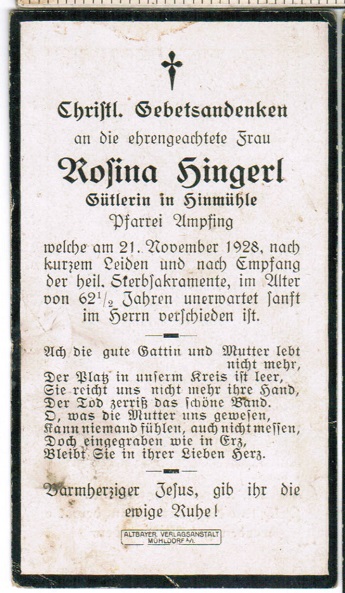 Christl. Gebetsandenken
an die ehrengeachtete Frau
Rosina Hingerl
Gütlerin in Hinmühle
Pfarrei Ampfing
welche am 21. November 1928, nach
kurzem Leiden und nach Empfang
der heil. Sterbsakramente, im Alter
von 62½ Jahren unerwartet sanft
im Herrn verschieden ist.
Ach die gute Gattin und Mutter lebt
nicht mehr,
Der Platz in unserm Kreis ist leer,
Sie reicht uns nicht mehr ihre Hand,
Der Tod zerriß das schöne Band.
O, was die Mutter uns gewesen,
Kann niemand fühlen, auch nicht messen,
Doch eingegraben wie in Erz,
Bleibt Sie in ihrer Lieben Herz.
Barmherziger Jesus, gib ihr die
ewige Ruhe!
ALTBAYER. VERLAGSANSTALT
MÜHLDORF a/I